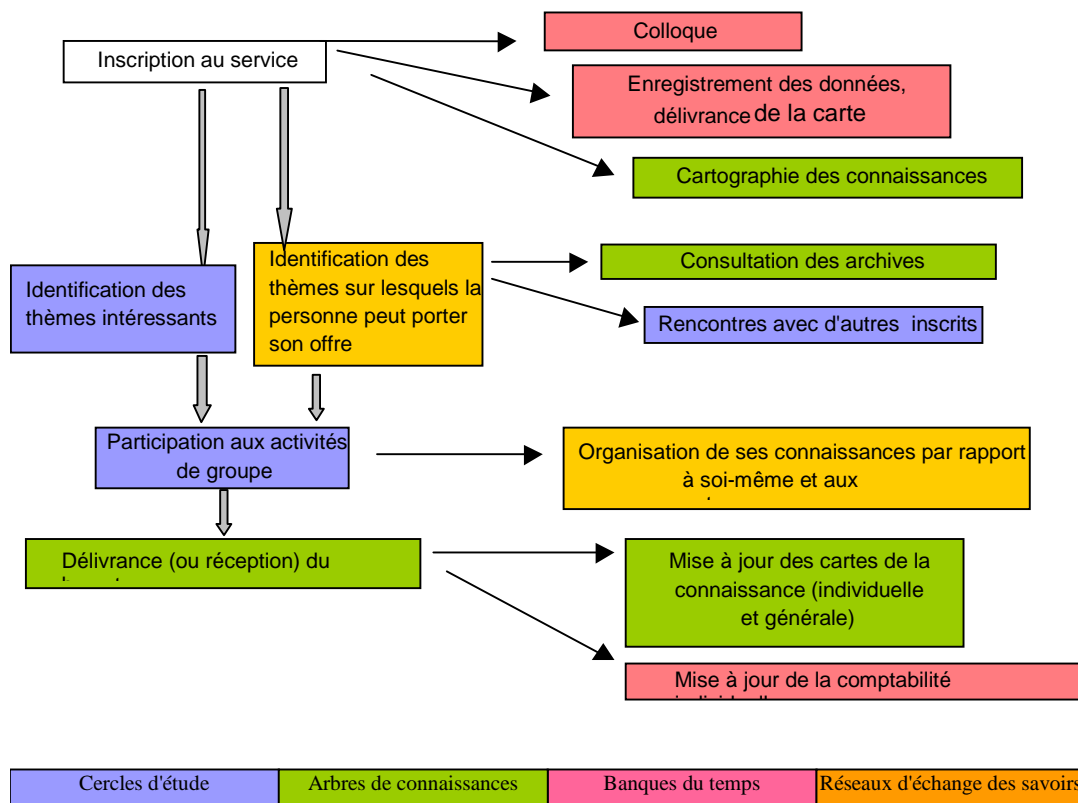 Colloque
Inscription au service
Enregistrement des données,
délivrance de la carte
Cartographie des connaissances
Identification des
thèmes intéressants
Identification des
thèmes sur lesquels la
personne peut porter
son offre
Consultation des archives
Rencontres avec d'autres inscrits
Participation aux activités
de groupe
Organisation de ses connaissances par rapport
à soi-même et aux
Délivrance (ou réception) du
Mise à jour des cartes de la
connaissance (individuelle
et générale)
Mise à jour de la comptabilité
Cercles d'étude
Arbres de connaissances
Banques du temps
Réseaux d'échange des savoirs